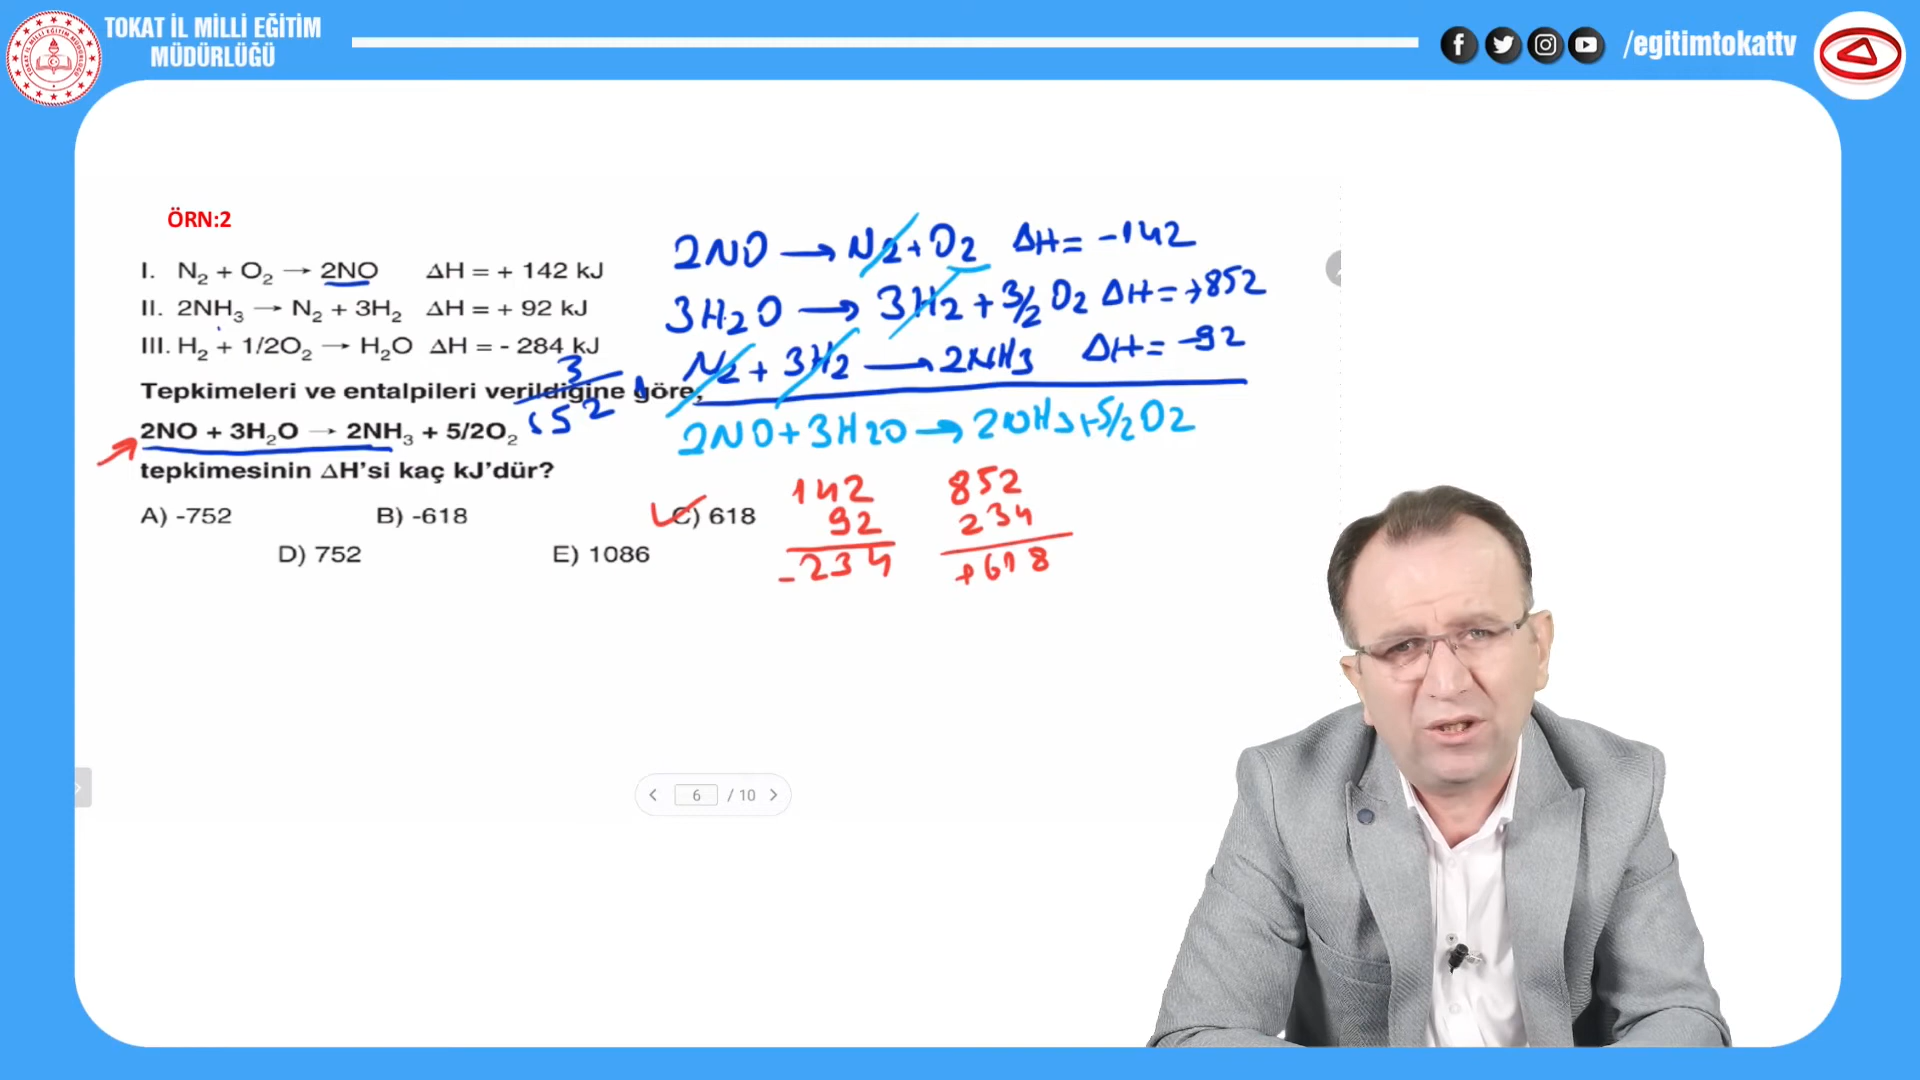 TOKAT İL MİLLİ EĞİTİM
MÜDÜRLÜĞÜ
/egitimtokattv
ÖRN:2
I. N₂ + O₂ → 2NO ΔH = + 142 kJ
II. 2NH₃ → N₂ + 3H₂ ΔH = + 92 kJ
III. H₂ + 1/2O₂ → H₂O ΔH = - 284 kJ
3
Tepkimeleri ve entalpileri verildiğine göre,
852
2NO + 3H₂O → 2NH₃ + 5/2O₂
tepkimesinin ΔH'si kaç kJ'dür?
A) -752 B) -618 C) 618
D) 752 E) 1086
2NO → N₂ + O₂ ΔH = -142
3H₂O → 3H₂ + 3/2 O₂ ΔH = +852
N₂ + 3H₂ → 2NH₃ ΔH = -92
2NO + 3H₂O → 2NH₃ + 5/2 O₂
142
92
-234
852
234
+618
6 / 10